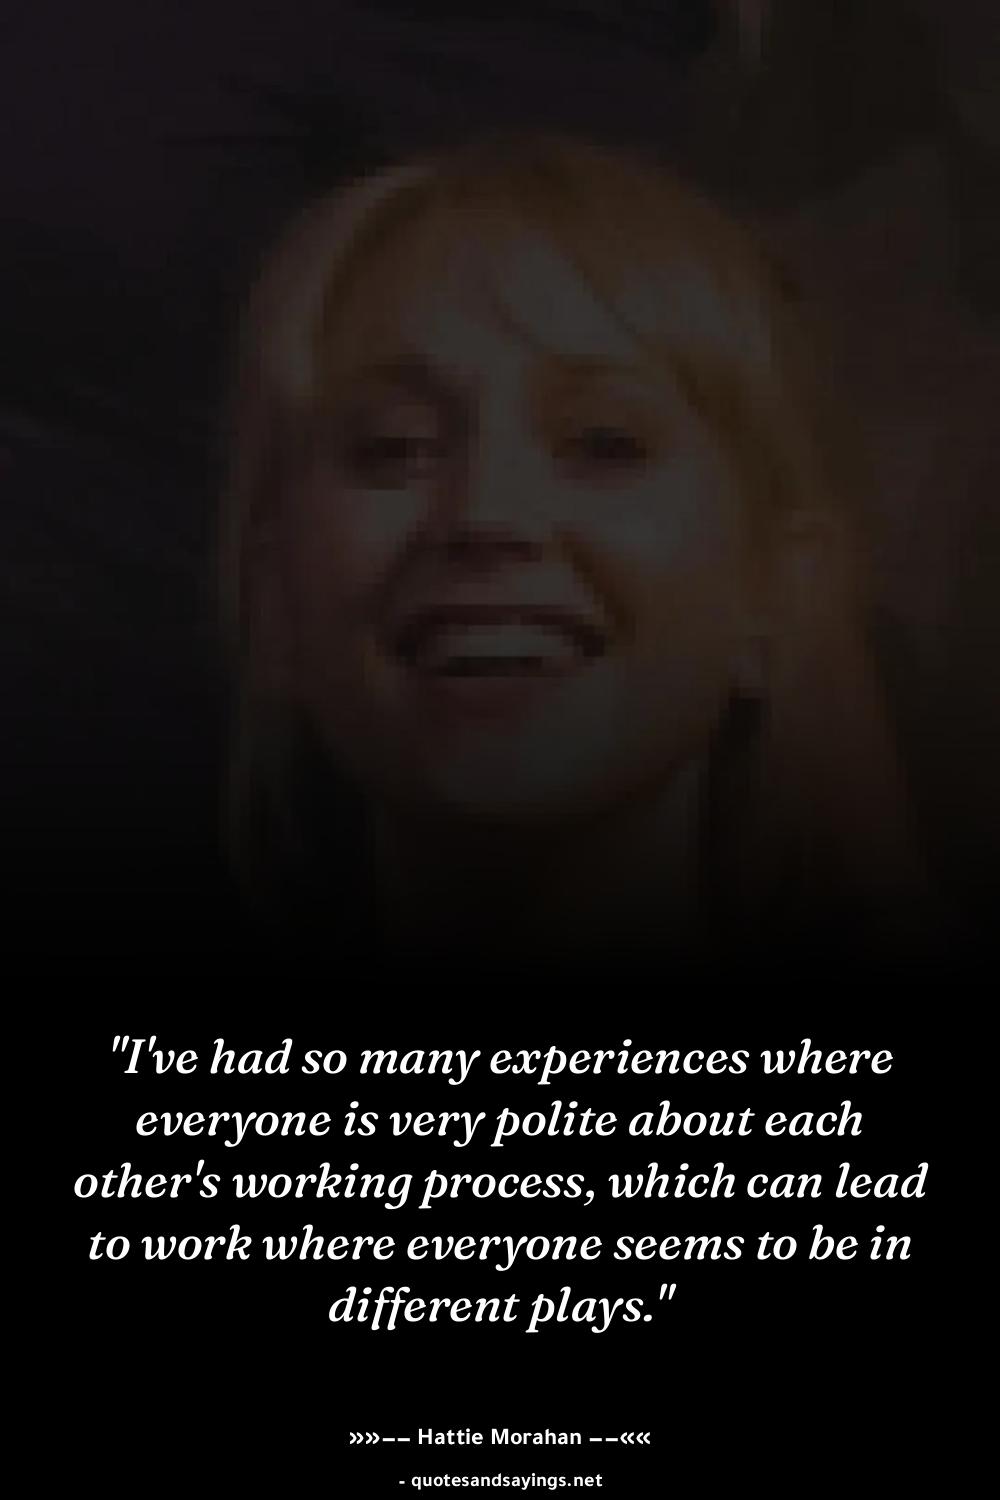 "I've had so many experiences where
everyone is very polite about each
other's working process, which can lead
to work where everyone seems to be in
different plays."
»»–– Hattie Morahan ––««
- quotesandsayings.net